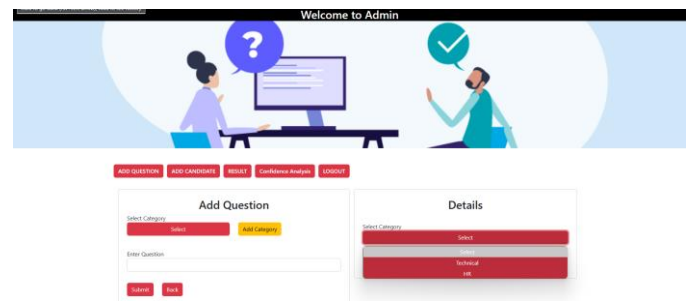 Welcome to Admin
?
ADD QUESTION ADD CANDIDATE RESULT Confidence Analysis LOGOUT
Add Question
Select Category
Select Add Category
Enter Question
Submit Back
Details
Select Category
Select
Select
Technical
HR